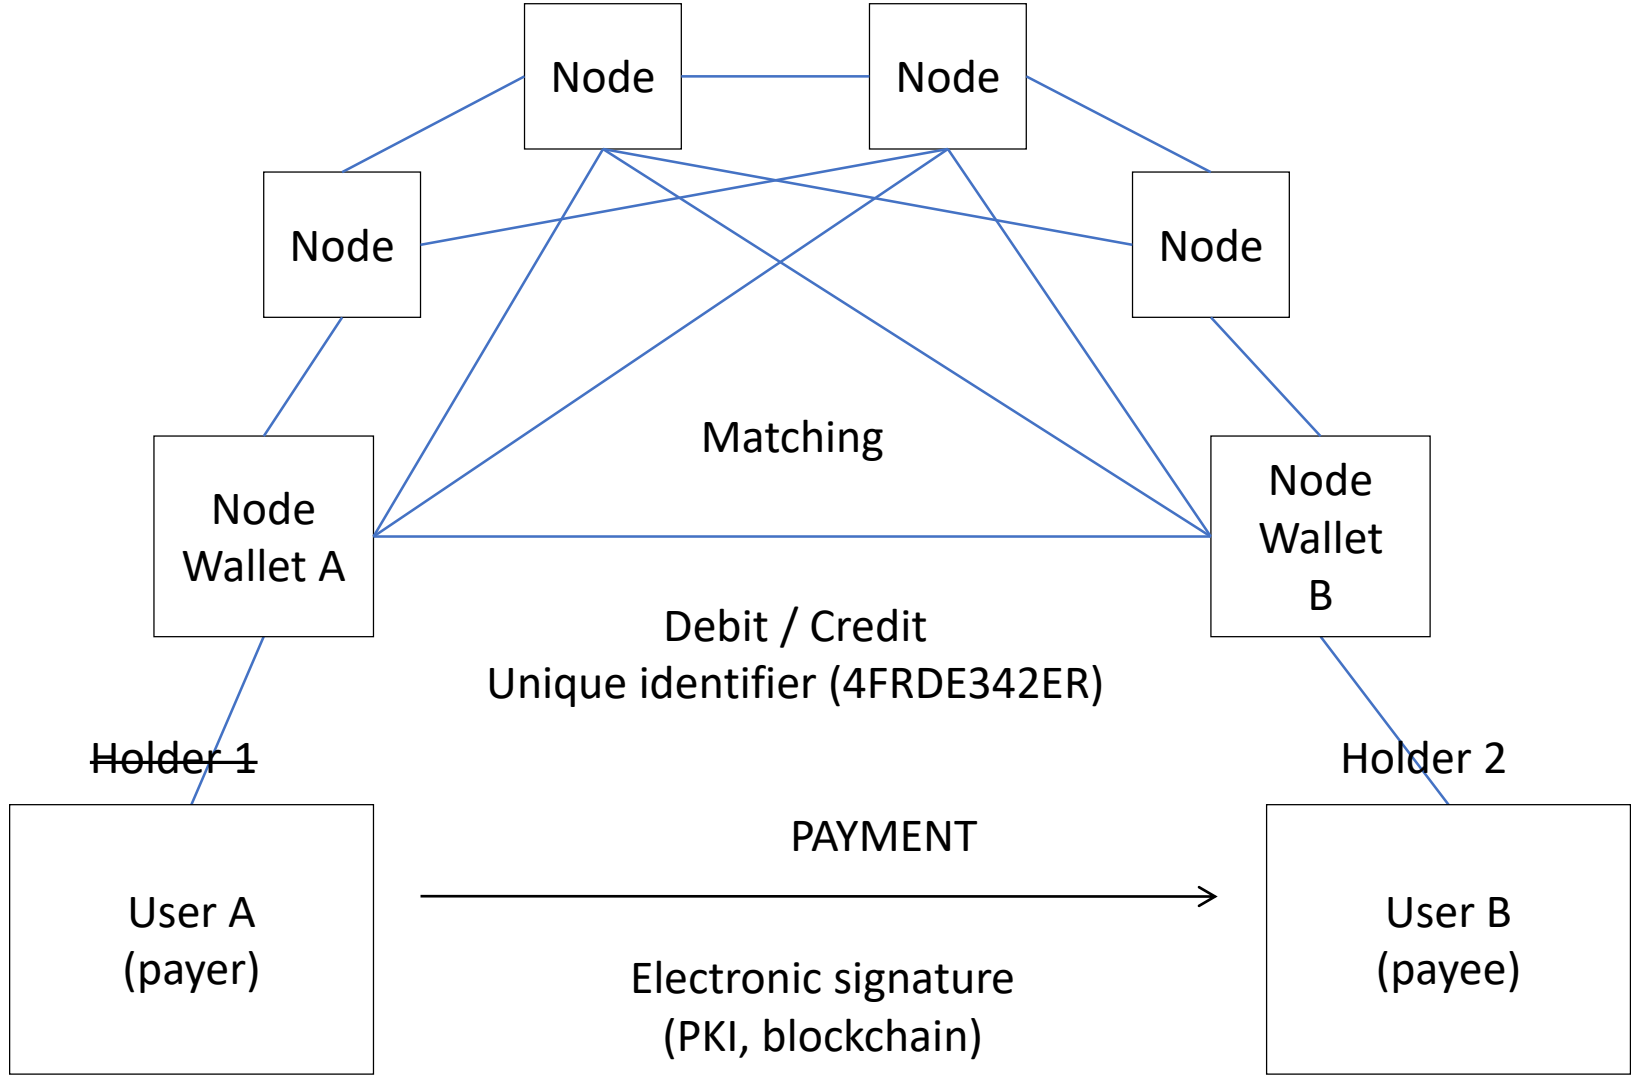 Node
Node
Node
Node
Matching
Node
Wallet A
Node
Wallet
B
Debit / Credit
Unique identifier (4FRDE342ER)
Holder 1
Holder 2
PAYMENT
User A
(payer)
User B
(payee)
Electronic signature
(PKI, blockchain)